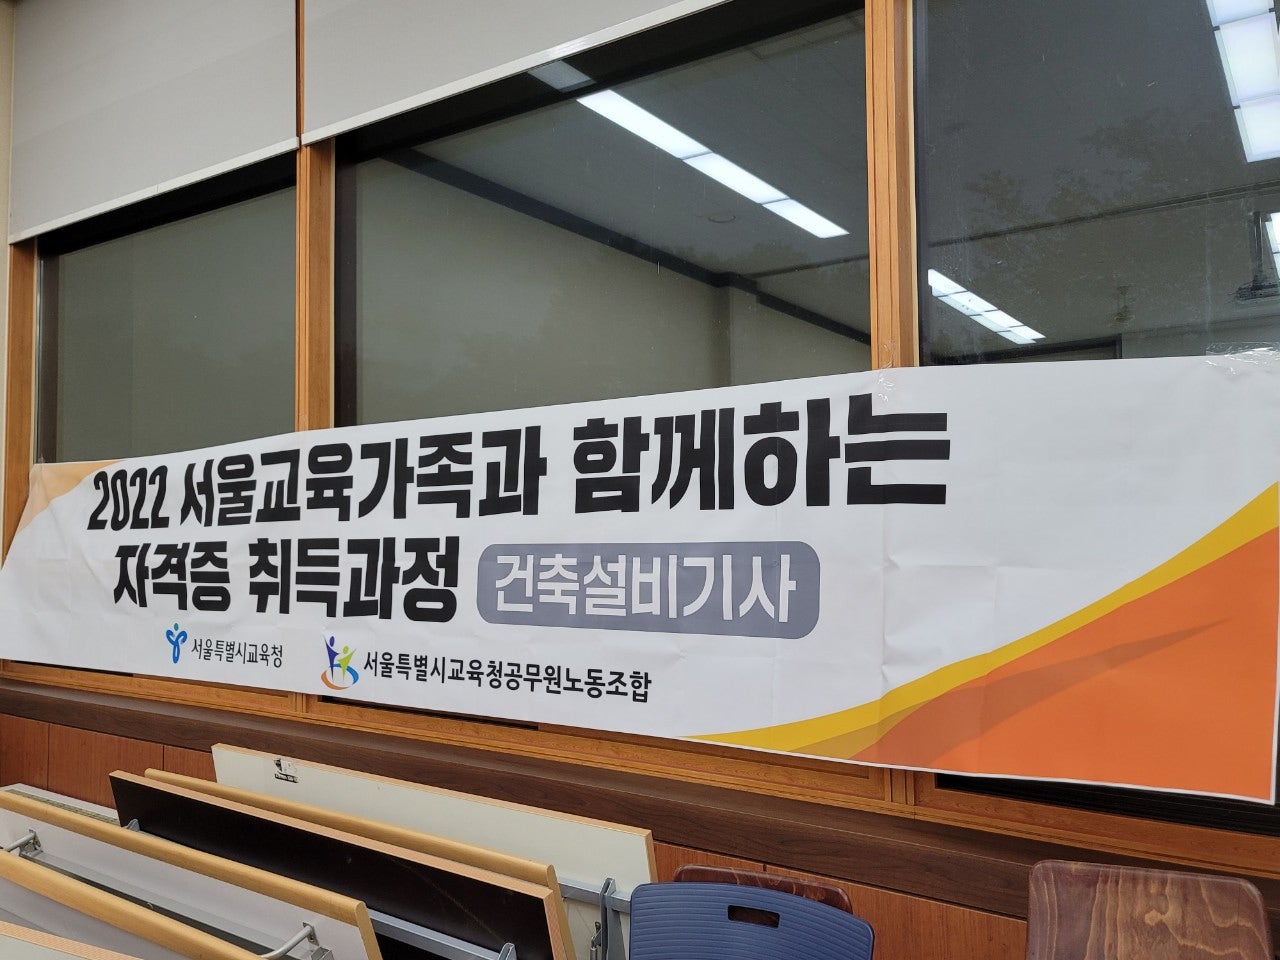 2022 서울교육가족과 함께하는
자격증 취득과정 건축설비기사
서울특별시교육청 서울특별시교육청공무원노동조합